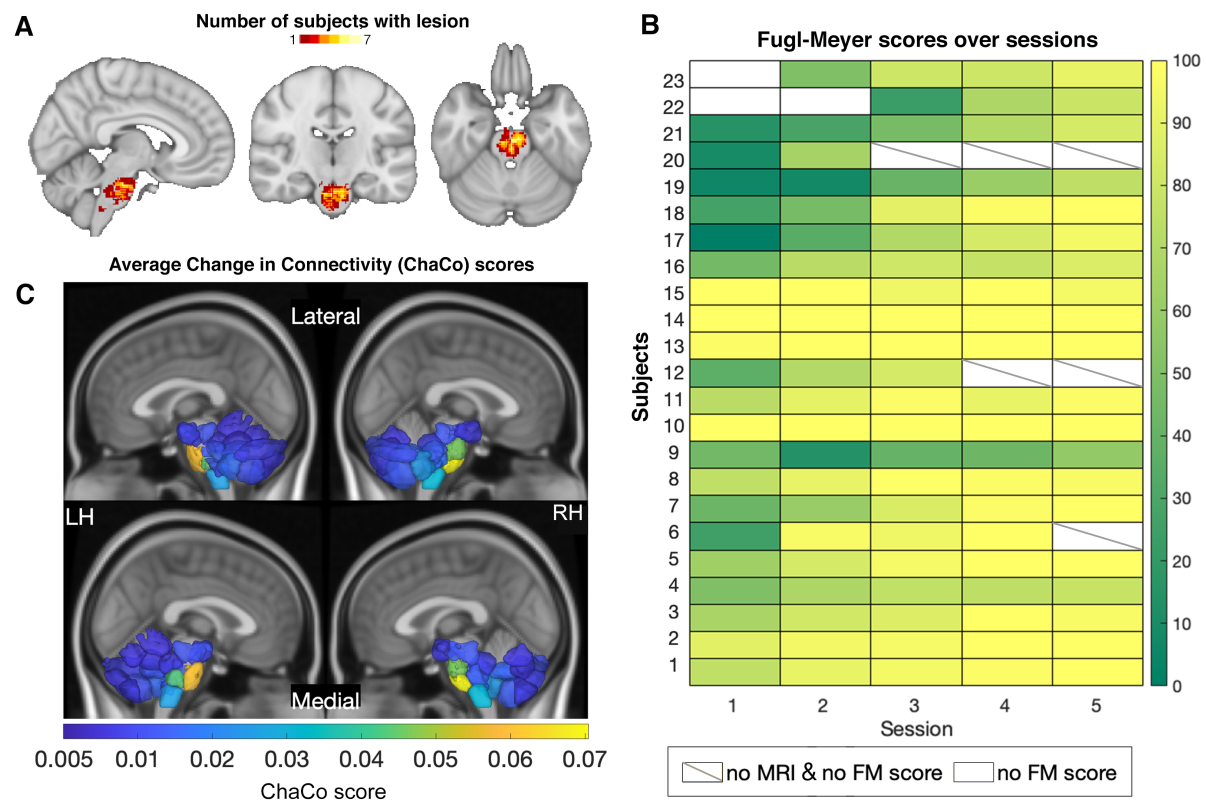 A
Number of subjects with lesion
1 7
B
Fugl-Meyer scores over sessions
23
22
21
20
19
18
17
16
15
14
13
12
11
10
9
8
7
6
5
4
3
2
1
Subjects
1 2 3 4 5
Session
100
90
80
70
60
50
40
30
20
10
0
no MRI & no FM score
no FM score
Average Change in Connectivity (ChaCo) scores
C
Lateral
LH RH
Medial
0.005 0.01 0.02 0.03 0.04 0.05 0.06 0.07
ChaCo score